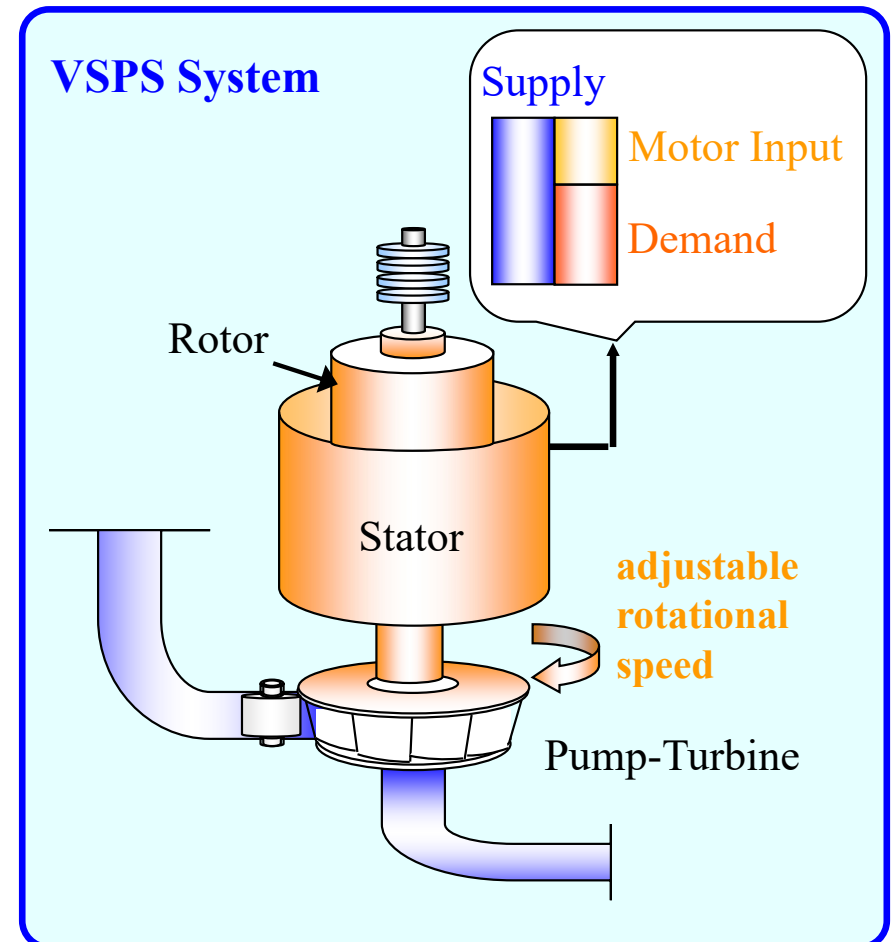 VSPS System
Supply
Motor Input
Demand
Rotor
Stator
adjustable
rotational
speed
Pump-Turbine